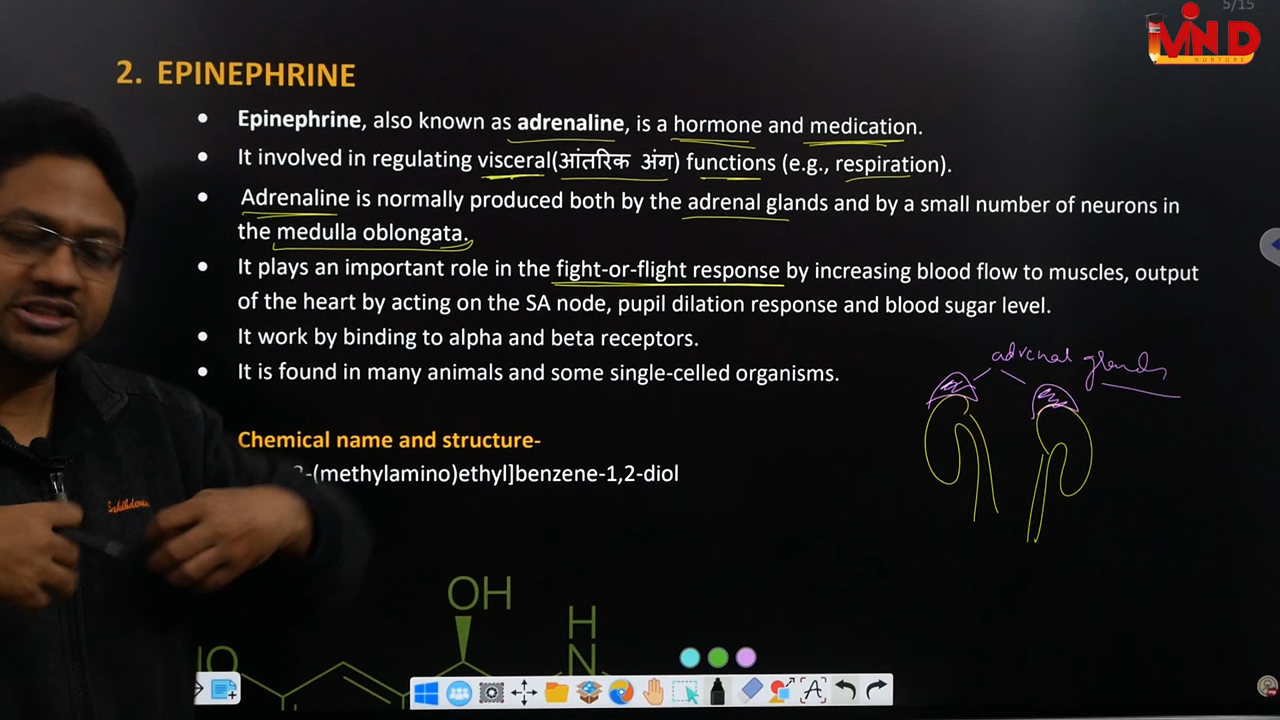 5/15
MIND
NURTURE
2. EPINEPHRINE
• Epinephrine, also known as adrenaline, is a hormone and medication.
• It involved in regulating visceral(आंतरिक अंग) functions (e.g., respiration).
• Adrenaline is normally produced both by the adrenal glands and by a small number of neurons in
the medulla oblongata.
• It plays an important role in the fight-or-flight response by increasing blood flow to muscles, output
of the heart by acting on the SA node, pupil dilation response and blood sugar level.
• It work by binding to alpha and beta receptors.
• It is found in many animals and some single-celled organisms.
adrenal glands
Chemical name and structure-
-(methylamino)ethyl]benzene-1,2-diol
OH
H
N